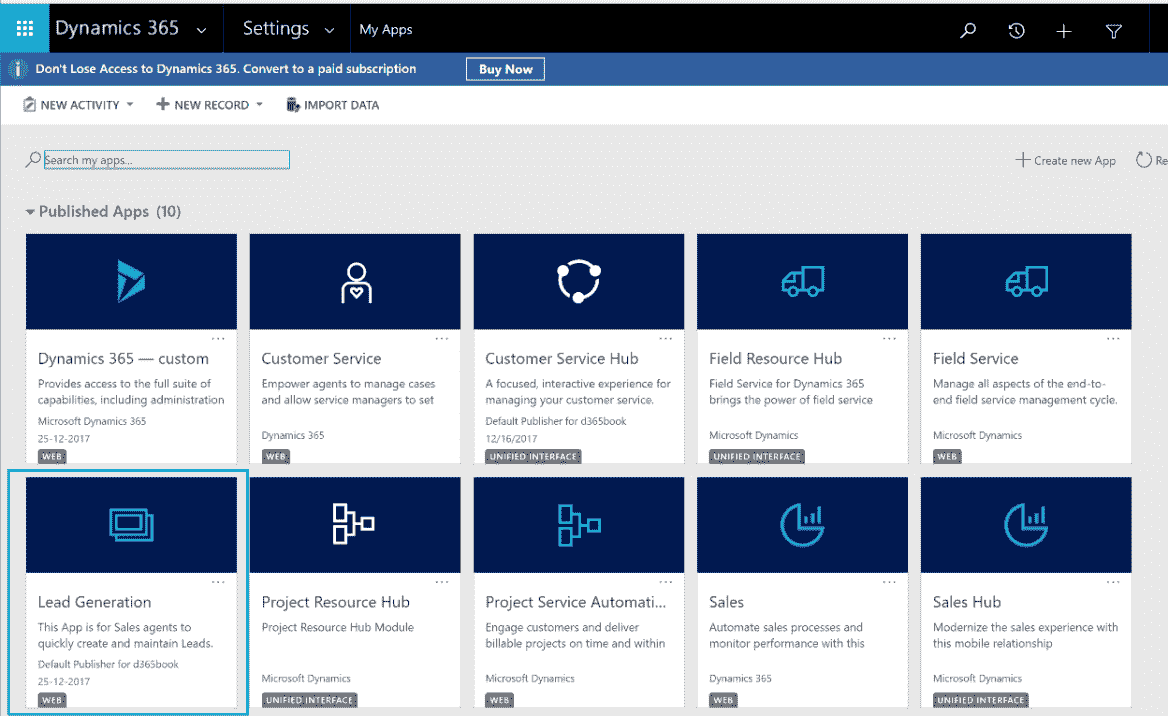 Dynamics 365 Settings My Apps
Don't Lose Access to Dynamics 365. Convert to a paid subscription Buy Now
NEW ACTIVITY NEW RECORD IMPORT DATA
Search my apps...
Create new App Re
Published Apps (10)
Dynamics 365 — custom
Provides access to the full suite of
capabilities, including administration
Microsoft Dynamics 365
25-12-2017
WEB
Customer Service
Empower agents to manage cases
and allow service managers to set
Dynamics 365
WEB
Customer Service Hub
A focused, interactive experience for
managing your customer service.
Default Publisher for d365book
12/16/2017
UNIFIED INTERFACE
Field Resource Hub
Field Service for Dynamics 365
brings the power of field service
Microsoft Dynamics
UNIFIED INTERFACE
Field Service
Manage all aspects of the end-to-
end field service management cycle.
Microsoft Dynamics
WEB
Lead Generation
This App is for Sales agents to
quickly create and maintain Leads.
Default Publisher for d365book
25-12-2017
WEB
Project Resource Hub
Project Resource Hub Module
Microsoft Dynamics
UNIFIED INTERFACE
Project Service Automati...
Engage customers and deliver
billable projects on time and within
Microsoft Dynamics
WEB
Sales
Automate sales processes and
monitor performance with this
Dynamics 365
WEB
Sales Hub
Modernize the sales experience with
this mobile relationship
Microsoft Dynamics
UNIFIED INTERFACE